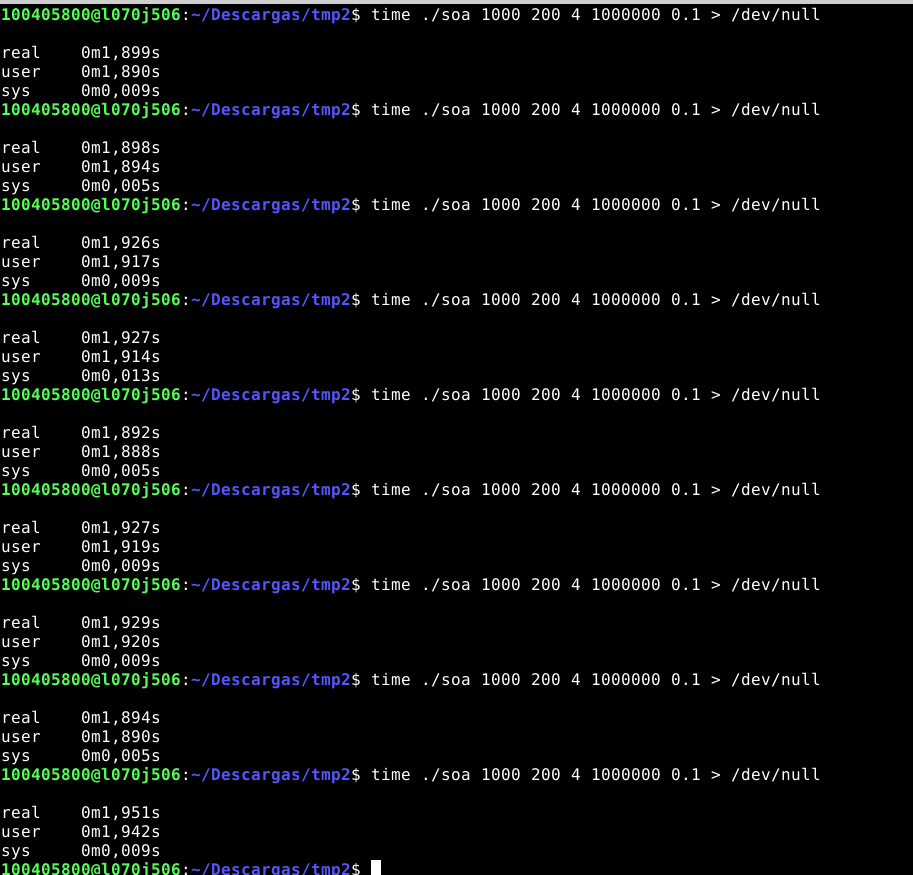 100405800@l070j506:~/Descargas/tmp2$ time ./soa 1000 200 4 1000000 0.1 > /dev/null
real 0m1,899s
user 0m1,890s
sys 0m0,009s
100405800@l070j506:~/Descargas/tmp2$ time ./soa 1000 200 4 1000000 0.1 > /dev/null
real 0m1,898s
user 0m1,894s
sys 0m0,005s
100405800@l070j506:~/Descargas/tmp2$ time ./soa 1000 200 4 1000000 0.1 > /dev/null
real 0m1,926s
user 0m1,917s
sys 0m0,009s
100405800@l070j506:~/Descargas/tmp2$ time ./soa 1000 200 4 1000000 0.1 > /dev/null
real 0m1,927s
user 0m1,914s
sys 0m0,013s
100405800@l070j506:~/Descargas/tmp2$ time ./soa 1000 200 4 1000000 0.1 > /dev/null
real 0m1,892s
user 0m1,888s
sys 0m0,005s
100405800@l070j506:~/Descargas/tmp2$ time ./soa 1000 200 4 1000000 0.1 > /dev/null
real 0m1,927s
user 0m1,919s
sys 0m0,009s
100405800@l070j506:~/Descargas/tmp2$ time ./soa 1000 200 4 1000000 0.1 > /dev/null
real 0m1,929s
user 0m1,920s
sys 0m0,009s
100405800@l070j506:~/Descargas/tmp2$ time ./soa 1000 200 4 1000000 0.1 > /dev/null
real 0m1,894s
user 0m1,890s
sys 0m0,005s
100405800@l070j506:~/Descargas/tmp2$ time ./soa 1000 200 4 1000000 0.1 > /dev/null
real 0m1,951s
user 0m1,942s
sys 0m0,009s
100405800@l070j506:~/Descargas/tmp2$